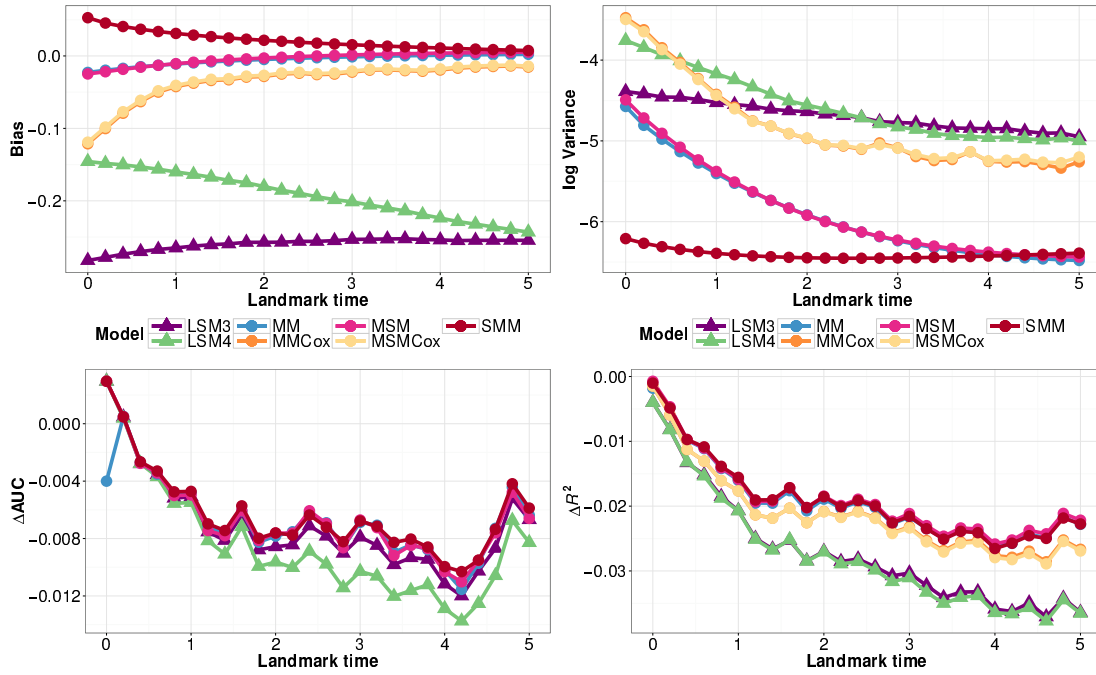 0.0
−0.1
−0.2
Bias
0 1 2 3 4 5
Landmark time
−4
−5
−6
log Variance
0 1 2 3 4 5
Landmark time
Model LSM3 MM MSM SMM
LSM4 MMCox MSMCox
Model LSM3 MM MSM SMM
LSM4 MMCox MSMCox
0.000
−0.004
−0.008
−0.012
ΔAUC
0 1 2 3 4 5
Landmark time
0.00
−0.01
−0.02
−0.03
ΔR²
0 1 2 3 4 5
Landmark time